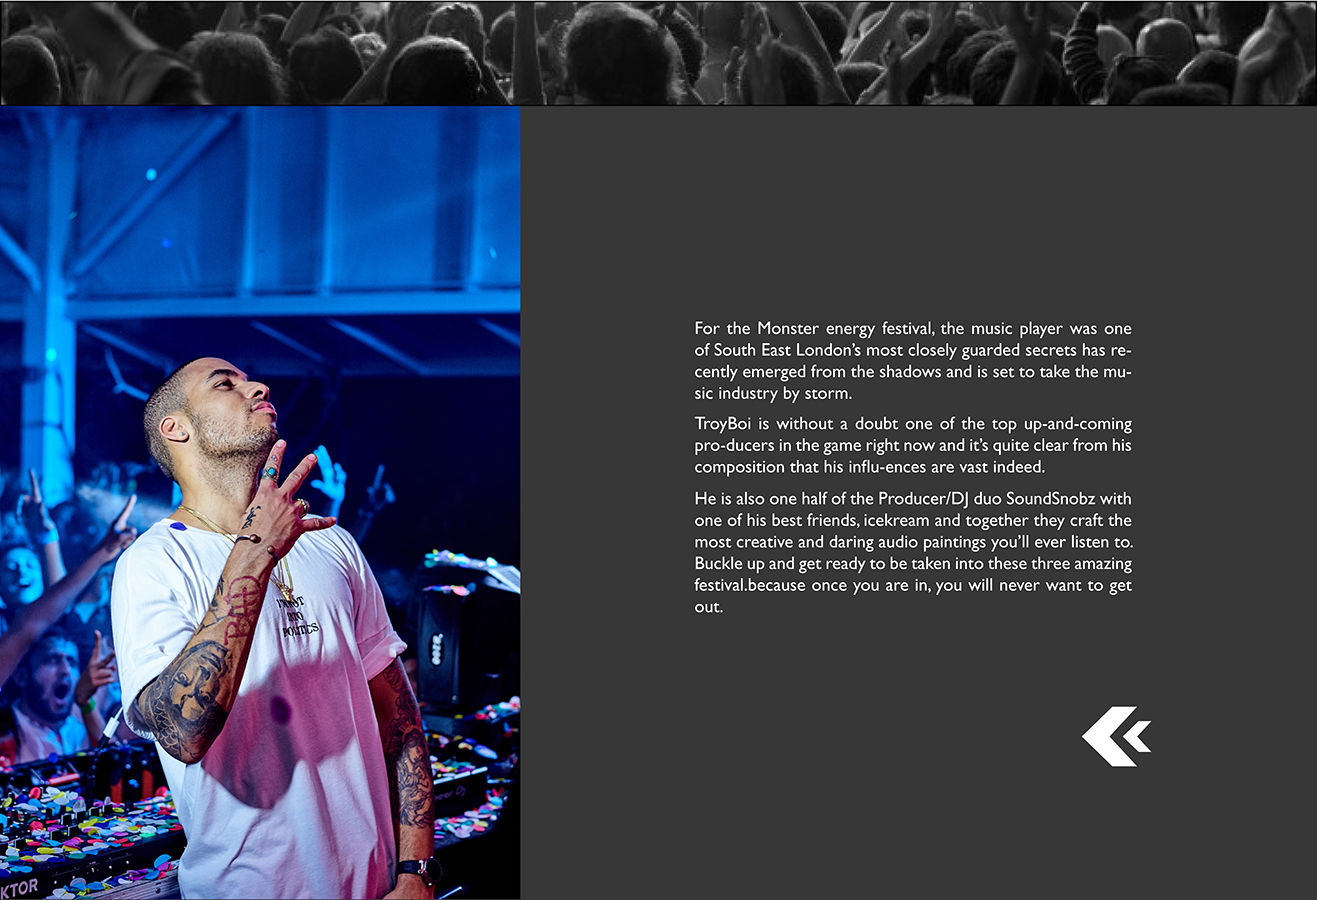 For the Monster energy festival, the music player was one
of South East London's most closely guarded secrets has re-
cently emerged from the shadows and is set to take the mu-
sic industry by storm.
TroyBoi is without a doubt one of the top up-and-coming
pro-ducers in the game right now and it's quite clear from his
composition that his influ-ences are vast indeed.
He is also one half of the Producer/DJ duo SoundSnobz with
one of his best friends, icekream and together they craft the
most creative and daring audio paintings you'll ever listen to.
Buckle up and get ready to be taken into these three amazing
festival.because once you are in, you will never want to get
out.
INTO
POLITICS
KTOR